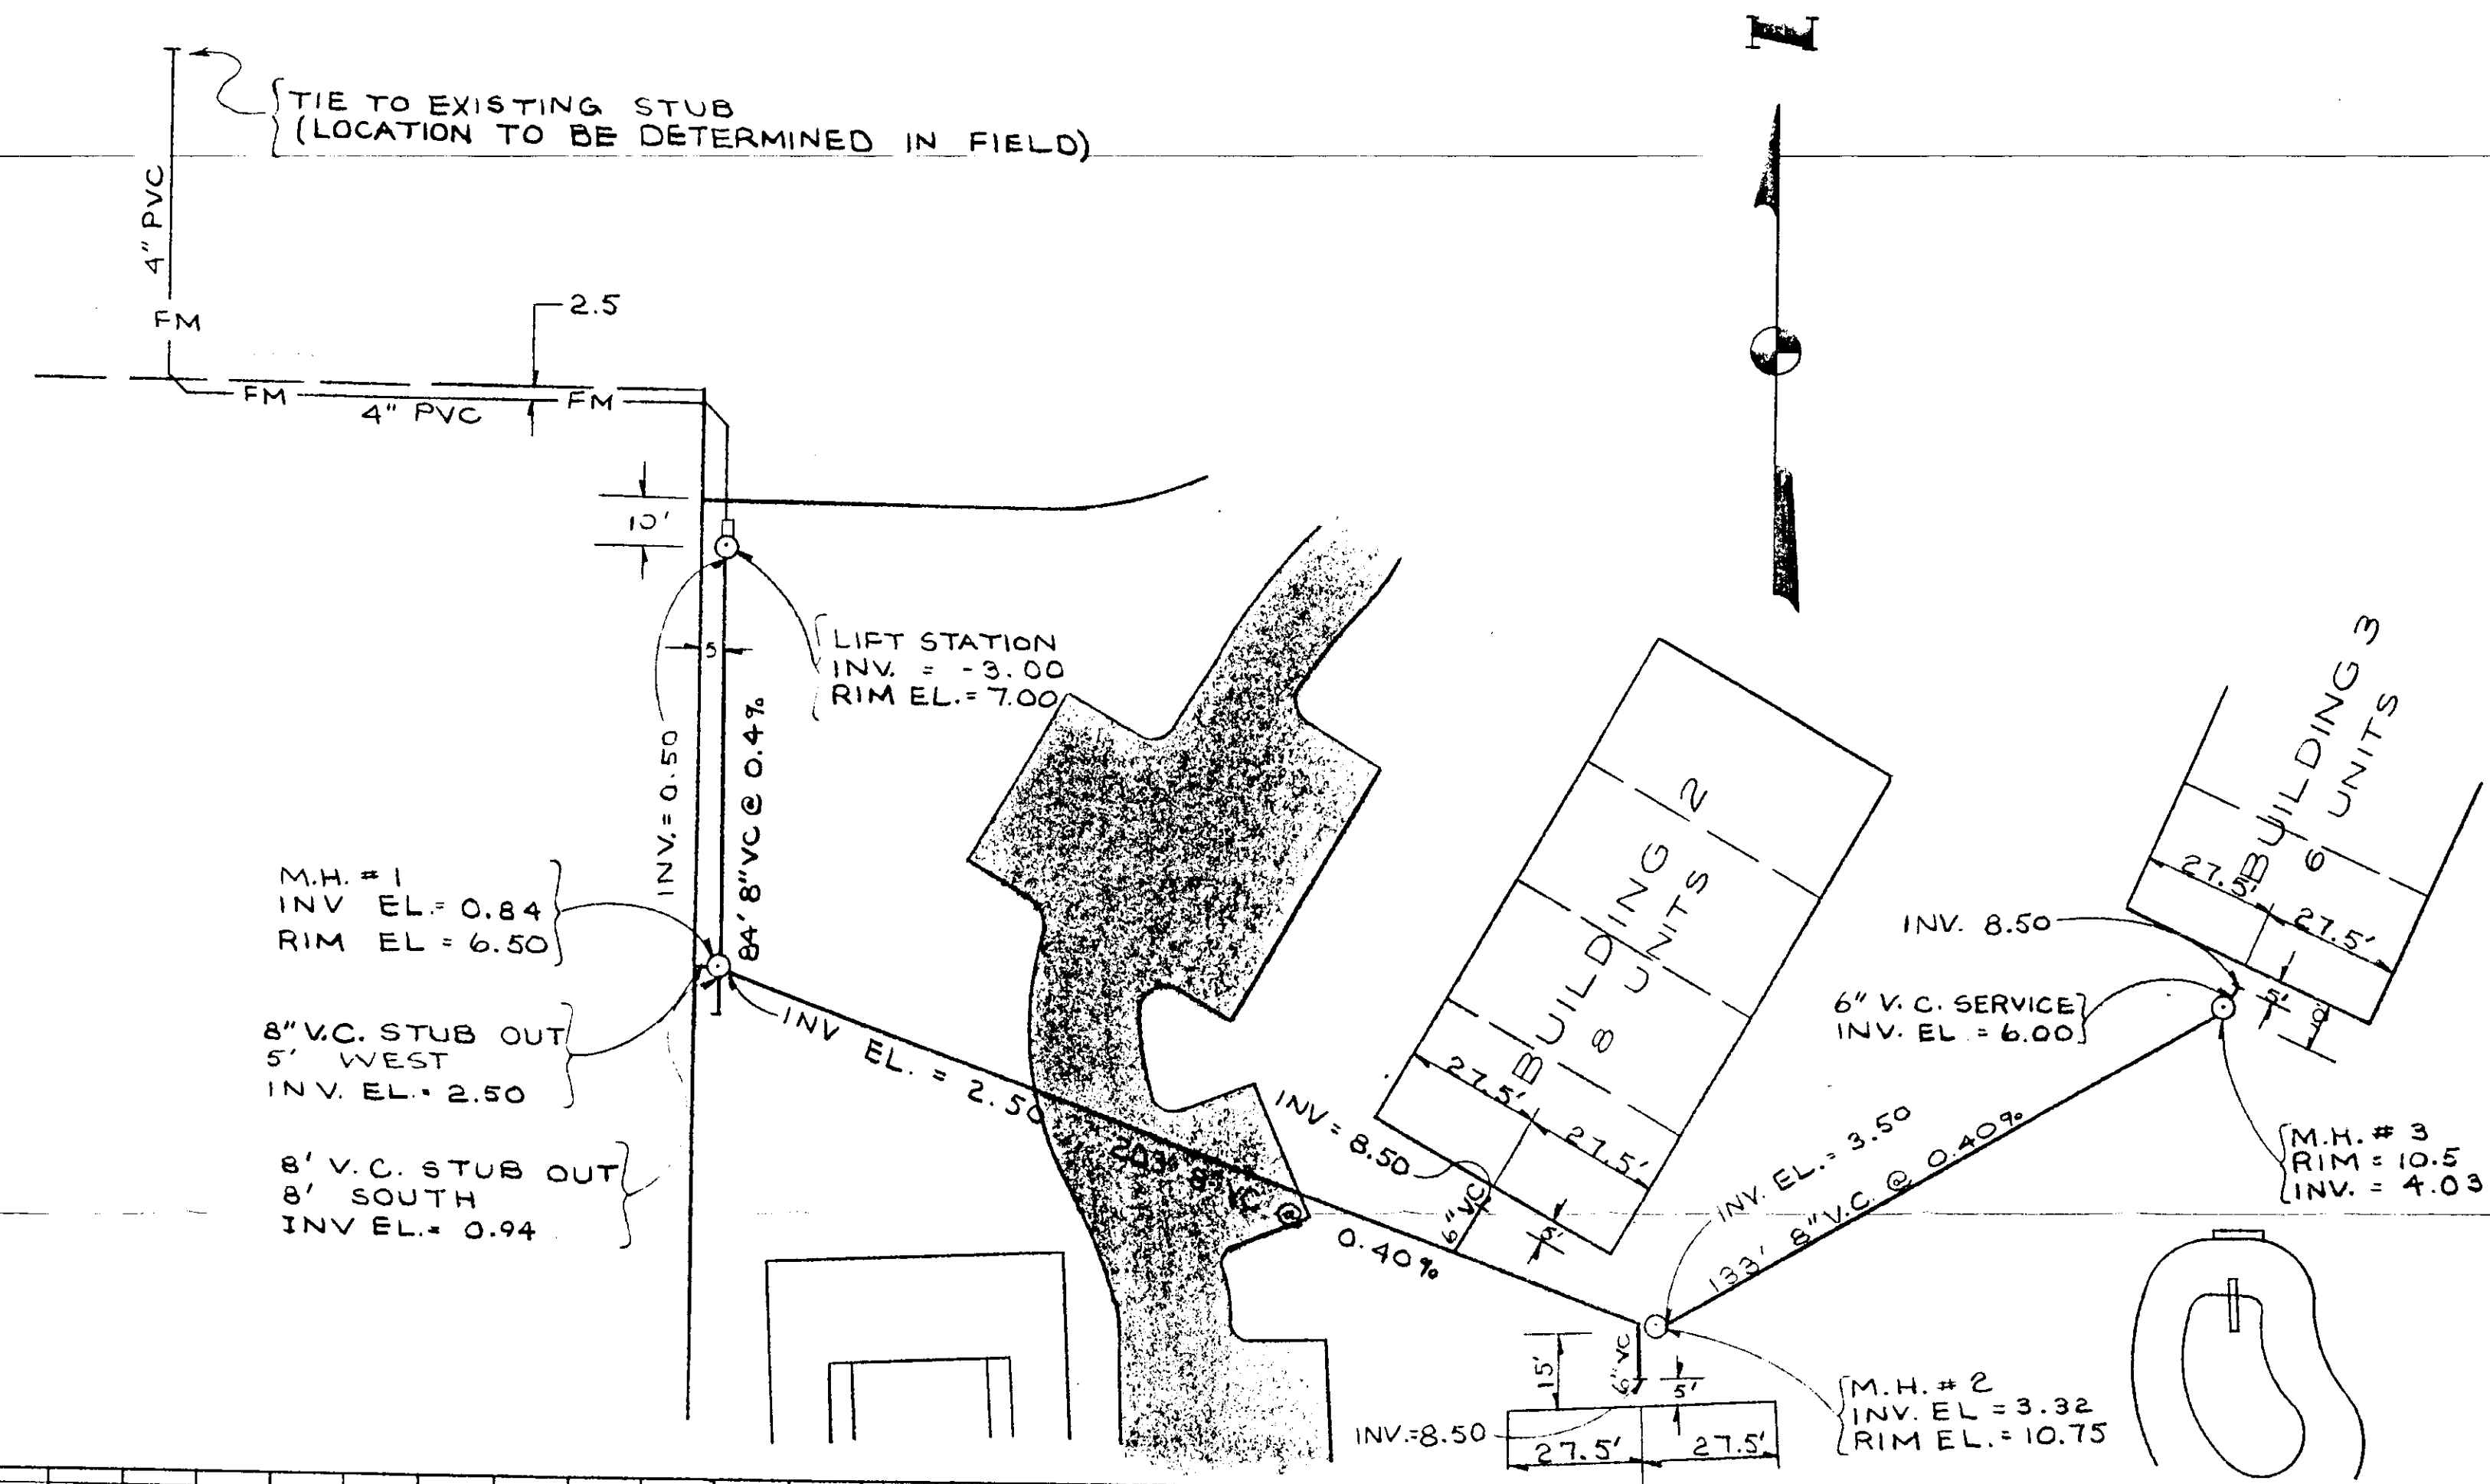 N
TIE TO EXISTING STUB
(LOCATION TO BE DETERMINED IN FIELD)
4" PVC
FM
2.5
FM
4" PVC
FM
10'
5
LIFT STATION
INV. = -3.00
RIM EL. = 7.00
INV. = 0.50
84' 8" VC @ 0.4%
M.H. # 1
INV EL. = 0.84
RIM EL = 6.50
8" V.C. STUB OUT
5' WEST
INV. EL. = 2.50
8' V.C. STUB OUT
8' SOUTH
INV EL. = 0.94
INV EL. = 2.50
203' 8" VC @ 0.40%
BUILDING 2
8 UNITS
27.5'
27.5'
INV = 8.50
6" VC
5'
BUILDING 3
6 UNITS
27.5'
27.5'
INV. 8.50
6" V.C. SERVICE
INV. EL = 6.00
5'
10'
M.H. # 3
RIM = 10.5
INV. = 4.03
INV. EL. = 3.50
133' 8" V.C. @ 0.40%
15'
6" VC
5'
M.H. # 2
INV. EL = 3.32
RIM EL. = 10.75
INV. = 8.50
27.5'
27.5'